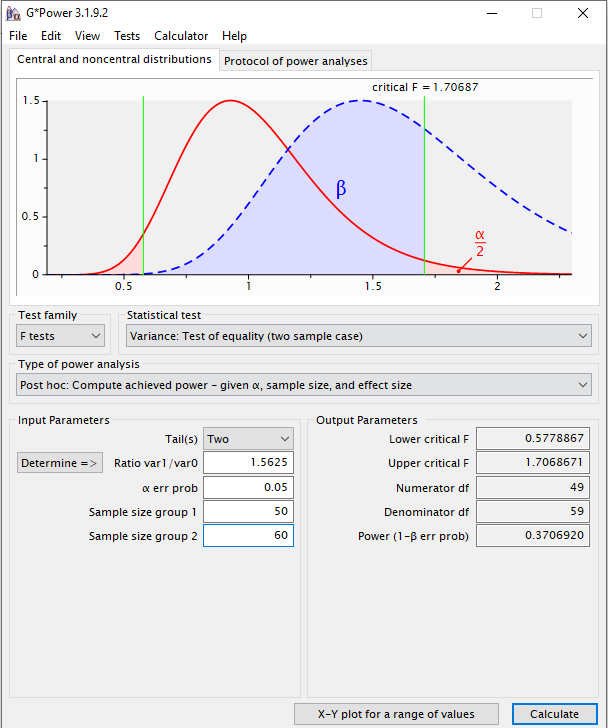 G*Power 3.1.9.2
File Edit View Tests Calculator Help
Central and noncentral distributions Protocol of power analyses
critical F = 1.70687
1.5
1
0.5
0
β
α
2
0.5 1 1.5 2
Test family Statistical test
F tests Variance: Test of equality (two sample case)
Type of power analysis
Post hoc: Compute achieved power – given α, sample size, and effect size
Input Parameters
Tail(s) Two
Determine => Ratio var1/var0 1.5625
α err prob 0.05
Sample size group 1 50
Sample size group 2 60
Output Parameters
Lower critical F 0.5778867
Upper critical F 1.7068671
Numerator df 49
Denominator df 59
Power (1–β err prob) 0.3706920
X-Y plot for a range of values Calculate